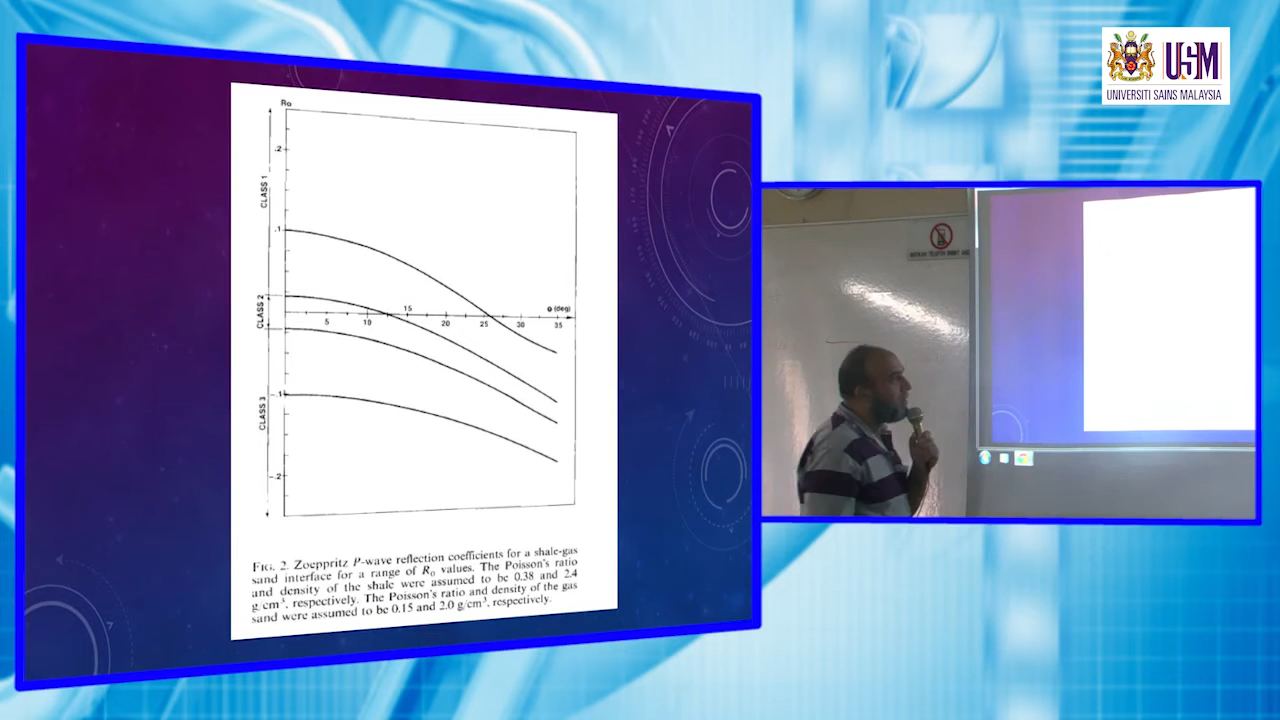 USM
UNIVERSITI SAINS MALAYSIA
Ro
.2
CLASS 1
.1
CLASS 2
15
θ (deg)
5
10
20
25
30
35
-.1
CLASS 3
-.2
FIG. 2. Zoeppritz P-wave reflection coefficients for a shale-gas
sand interface for a range of R0 values. The Poisson's ratio
and density of the shale were assumed to be 0.38 and 2.4
g/cm³, respectively. The Poisson's ratio and density of the gas
sand were assumed to be 0.15 and 2.0 g/cm³, respectively.